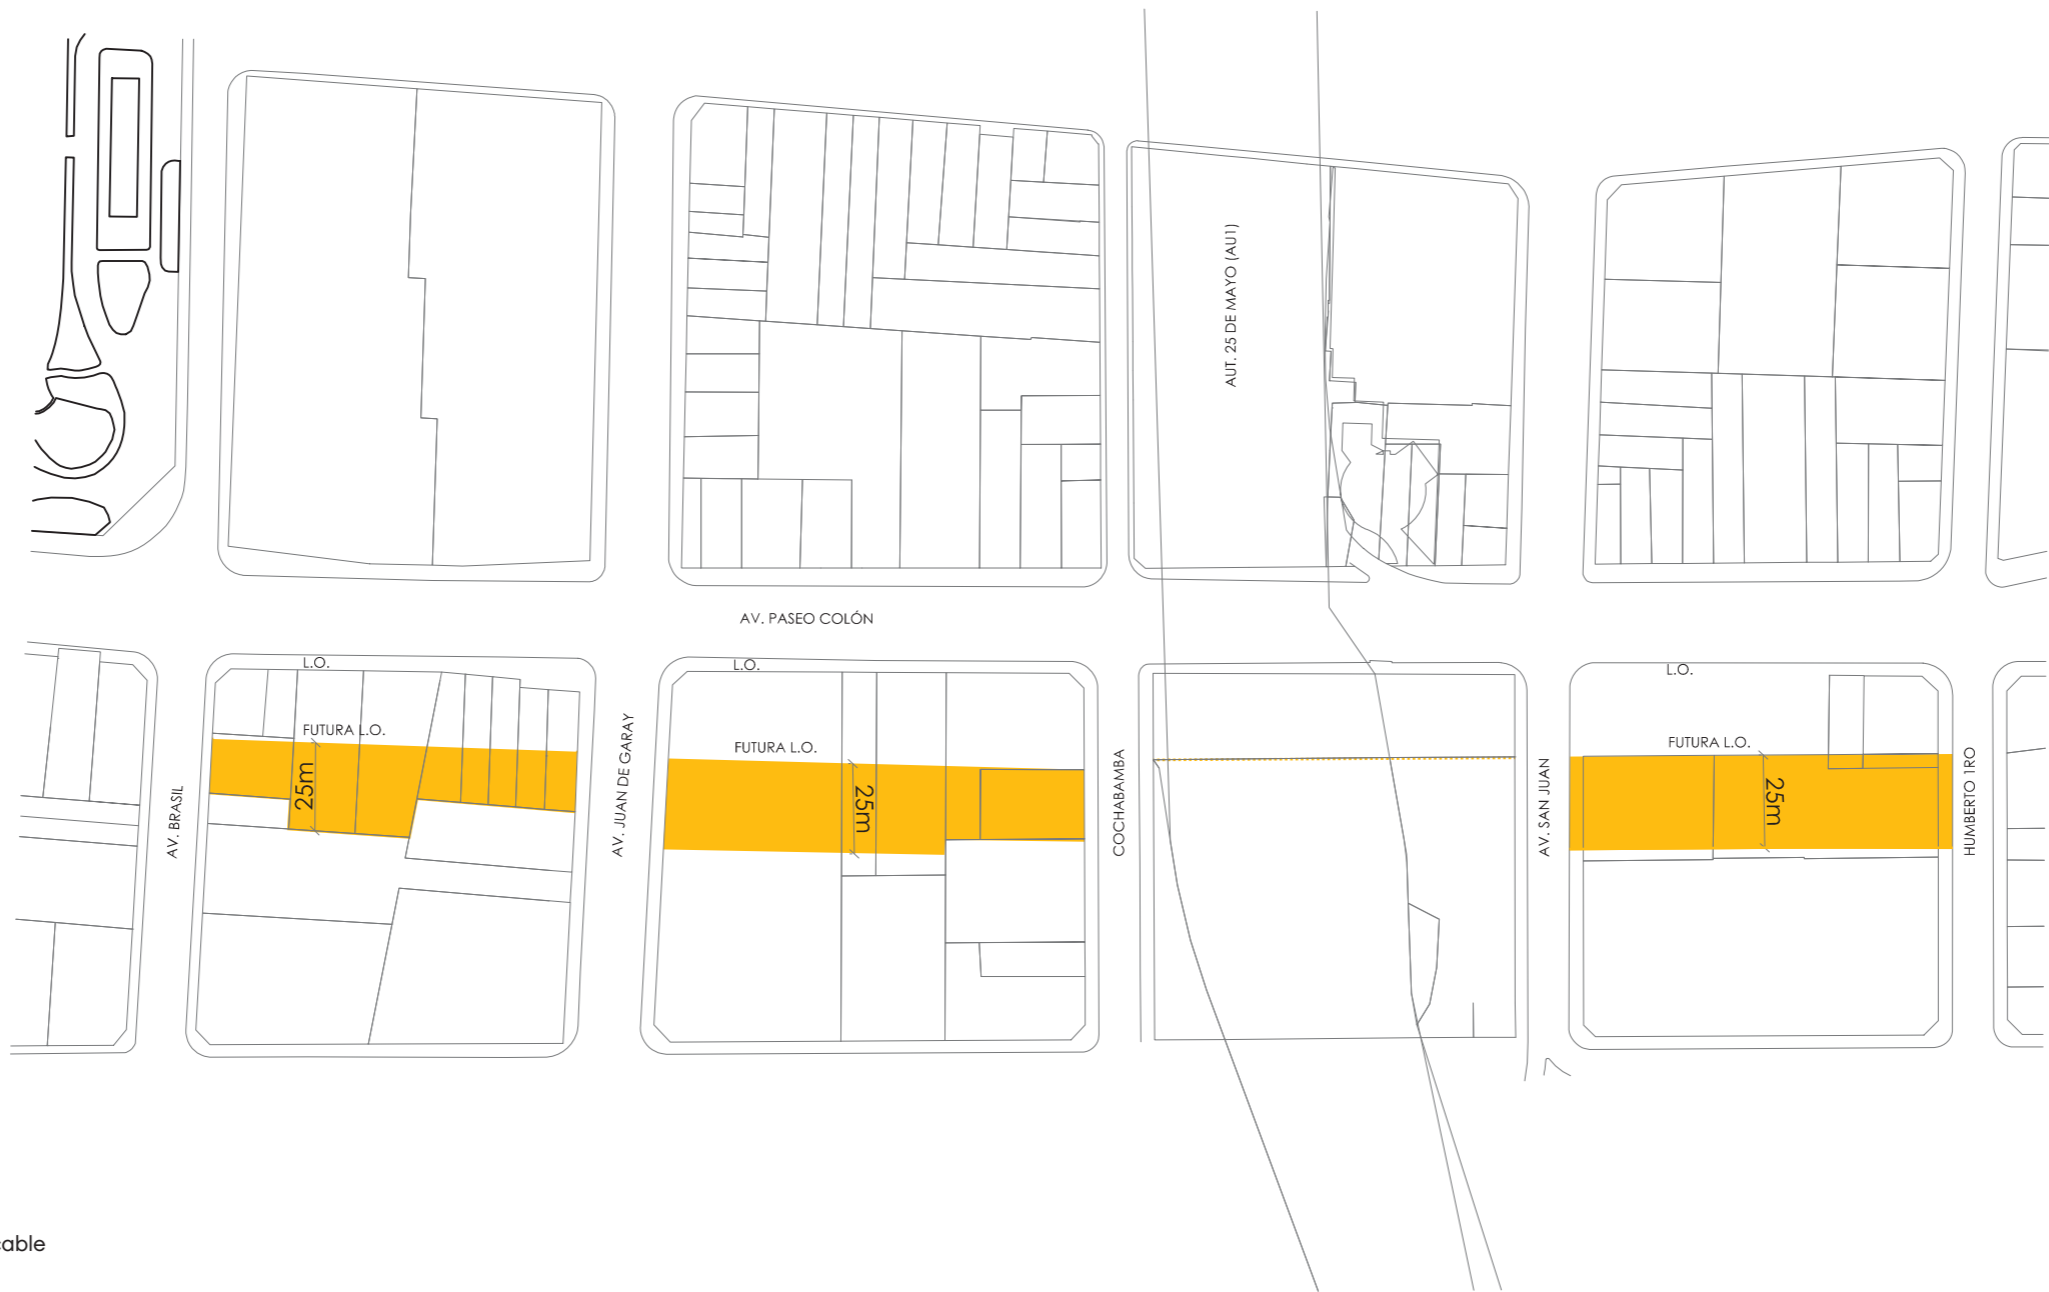 AUT. 25 DE MAYO (AU1)
AV. PASEO COLÓN
L.O.
L.O.
L.O.
FUTURA L.O.
FUTURA L.O.
FUTURA L.O.
25m
25m
25m
AV. BRASIL
AV. JUAN DE GARAY
COCHABAMBA
AV. SAN JUAN
HUMBERTO 1RO
able